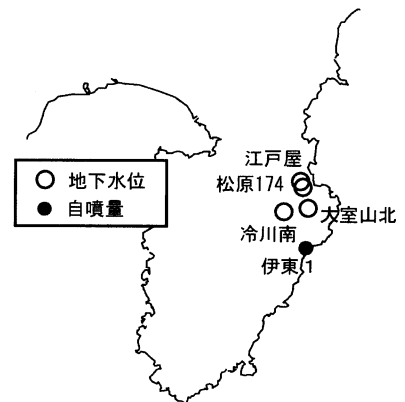 江戸屋
松原174
大室山北
冷川南
伊東1
地下水位
自噴量